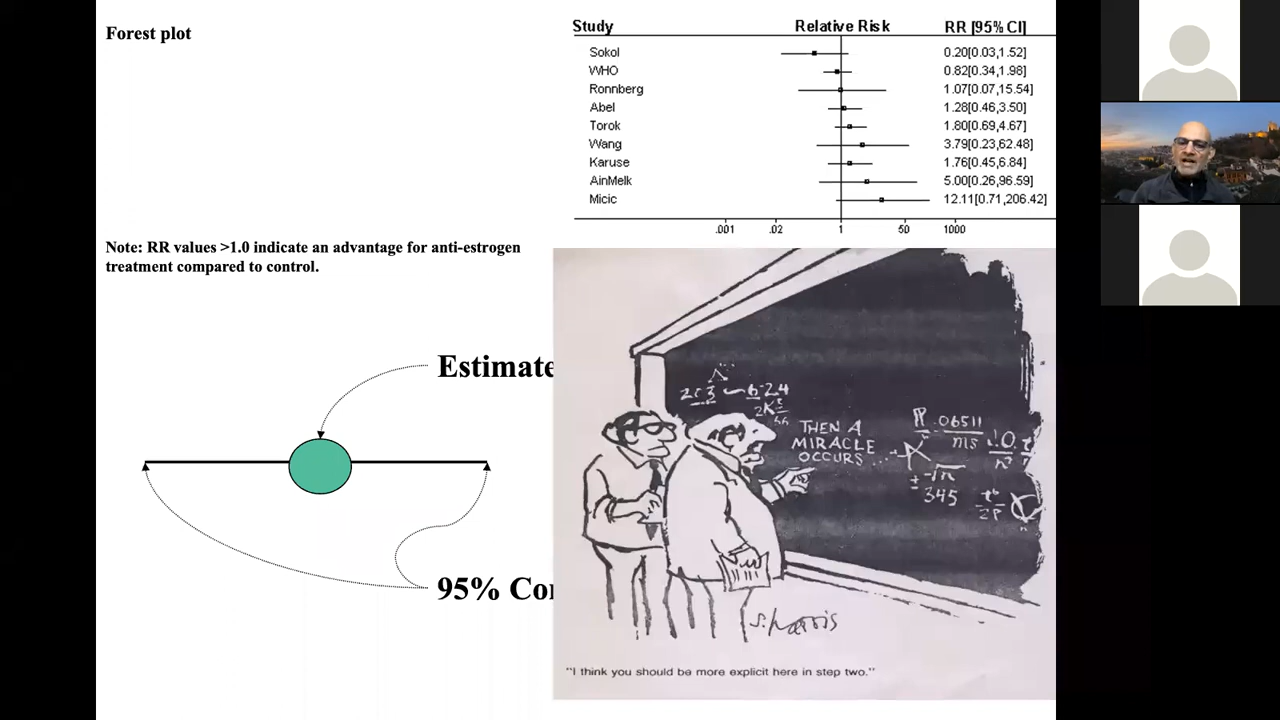 Forest plot
Study Relative Risk RR [95% CI]
Sokol 0.20[0.03,1.52]
WHO 0.82[0.34,1.98]
Ronnberg 1.07[0.07,15.54]
Abel 1.28[0.46,3.50]
Torok 1.80[0.69,4.67]
Wang 3.79[0.23,62.48]
Karuse 1.76[0.45,6.84]
AinMelk 5.00[0.26,96.59]
Micic 12.11[0.71,206.42]
.001 .02 1 50 1000
Note: RR values >1.0 indicate an advantage for anti-estrogen
treatment compared to control.
Estimate
95% Con
THEN A
MIRACLE
OCCURS...
.06511
ms
345
S. Harris
"I think you should be more explicit here in step two."